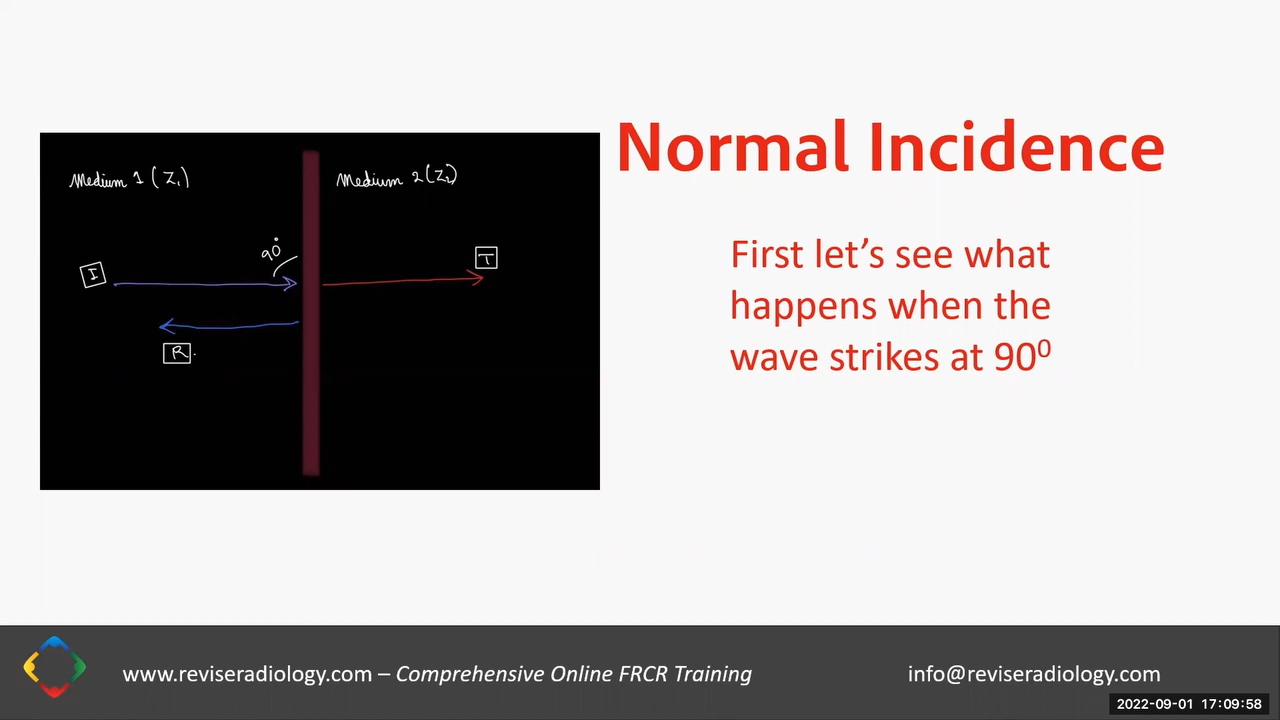 Normal Incidence
Medium 1 (Z₁)
Medium 2 (Z₂)
First let’s see what
happens when the
wave strikes at 90⁰
90°
I
T
R
www.reviseradiology.com – Comprehensive Online FRCR Training
info@reviseradiology.com
2022-09-01 17:09:58